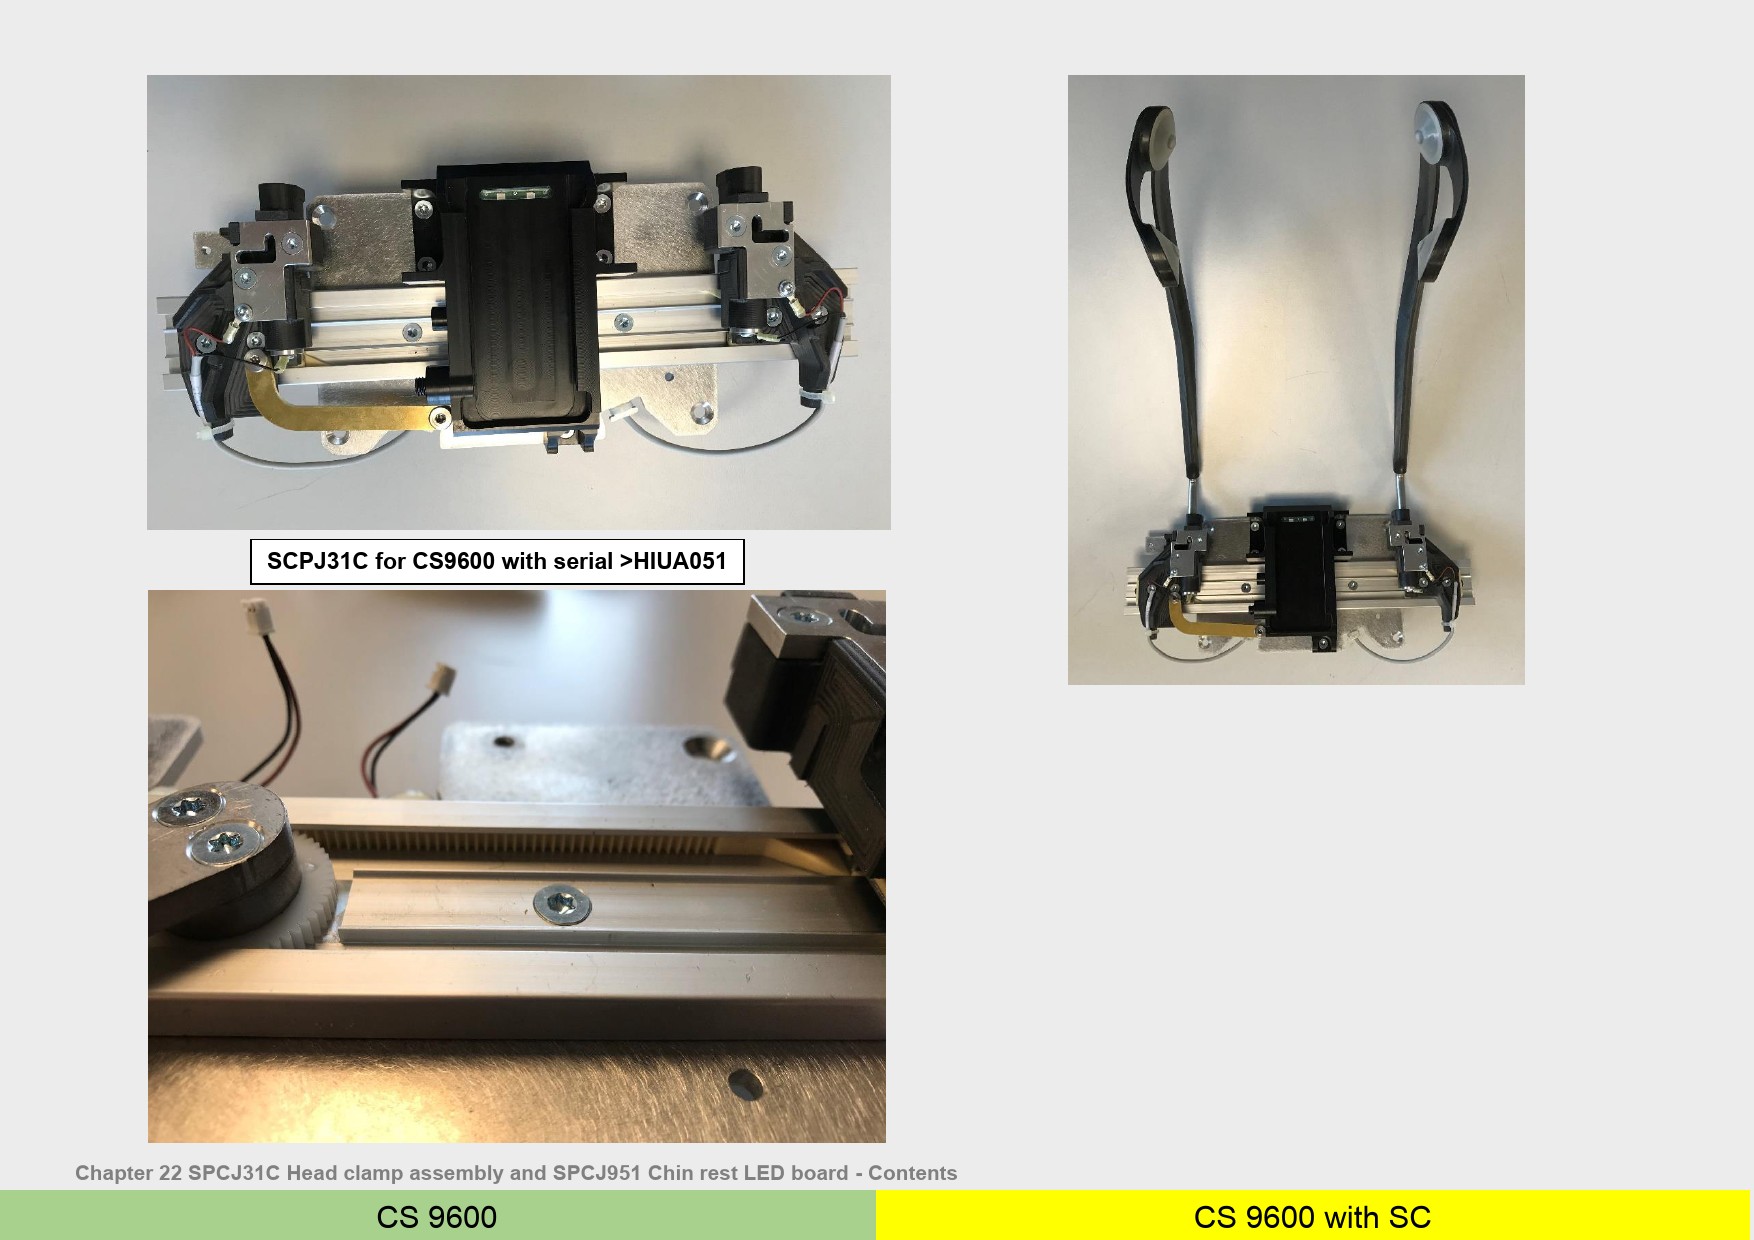 SCPJ31C for CS9600 with serial >HIUA051
Chapter 22 SPCJ31C Head clamp assembly and SPCJ951 Chin rest LED board - Contents
CS 9600
CS 9600 with SC